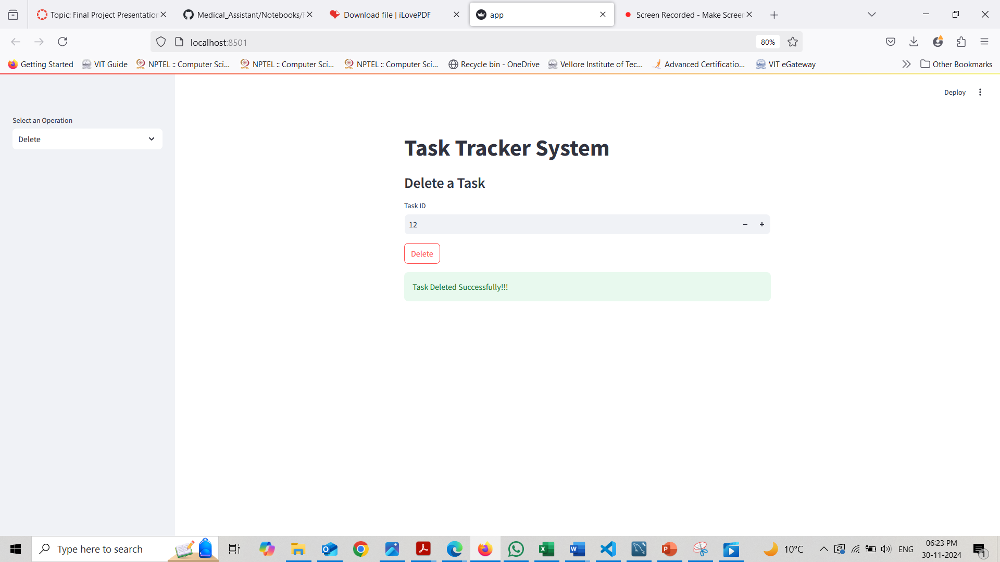 Topic: Final Project Presentation
Medical_Assistant/Notebooks/
Download file | iLovePDF
app
Screen Recorded - Make Screen
localhost:8501
80%
Getting Started
VIT Guide
NPTEL :: Computer Sci...
NPTEL :: Computer Sci...
NPTEL :: Computer Sci...
Recycle bin - OneDrive
Vellore Institute of Tec...
Advanced Certificatio...
VIT eGateway
Other Bookmarks
Deploy
Select an Operation
Delete
Task Tracker System
Delete a Task
Task ID
12
Delete
Task Deleted Successfully!!!
Type here to search
10°C
ENG
06:23 PM
30-11-2024
1